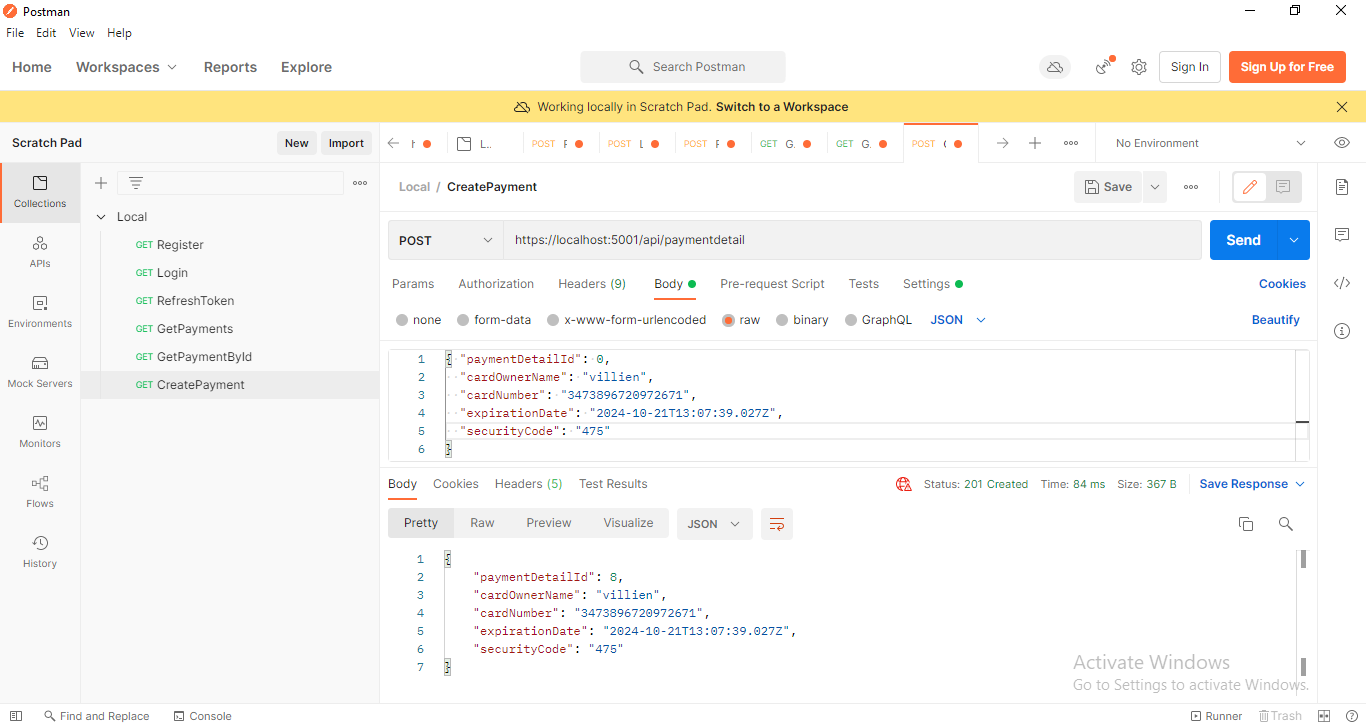 Postman
File Edit View Help
Home Workspaces Reports Explore Search Postman Sign In Sign Up for Free
Working locally in Scratch Pad. Switch to a Workspace
Scratch Pad New Import
L.. POST POST L POST GET G. GET G. POST No Environment
Collections
APIs
Environments
Mock Servers
Monitors
Flows
History
Local
GET Register
GET Login
GET RefreshToken
GET GetPayments
GET GetPaymentById
GET CreatePayment
Local / CreatePayment Save
POST https://localhost:5001/api/paymentdetail Send
Params Authorization Headers (9) Body Pre-request Script Tests Settings Cookies
none form-data x-www-form-urlencoded raw binary GraphQL JSON Beautify
1 { "paymentDetailId": 0,
2 "cardOwnerName": "villien",
3 "cardNumber": "3473896720972671",
4 "expirationDate": "2024-10-21T13:07:39.027Z",
5 "securityCode": "475"
6 }
Body Cookies Headers (5) Test Results Status: 201 Created Time: 84 ms Size: 367 B Save Response
Pretty Raw Preview Visualize JSON
1 {
2 "paymentDetailId": 8,
3 "cardOwnerName": "villien",
4 "cardNumber": "3473896720972671",
5 "expirationDate": "2024-10-21T13:07:39.027Z",
6 "securityCode": "475"
7 }
Activate Windows
Go to Settings to activate Windows.
Find and Replace Console Runner Trash